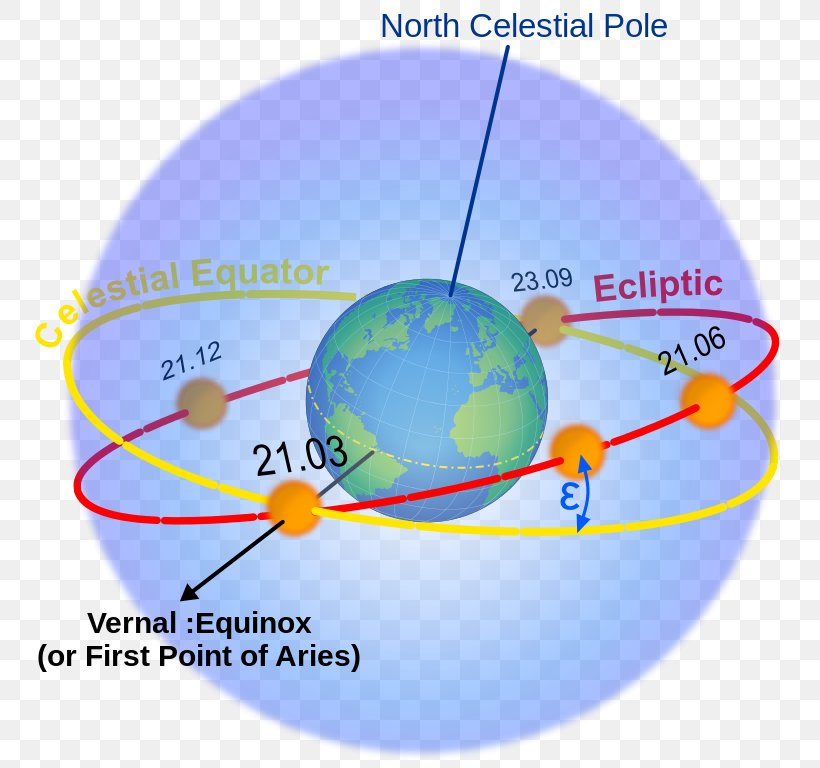 North Celestial Pole
Celestial Equator
23.09
Ecliptic
21.12
21.06
21.03
ε
Vernal :Equinox
(or First Point of Aries)